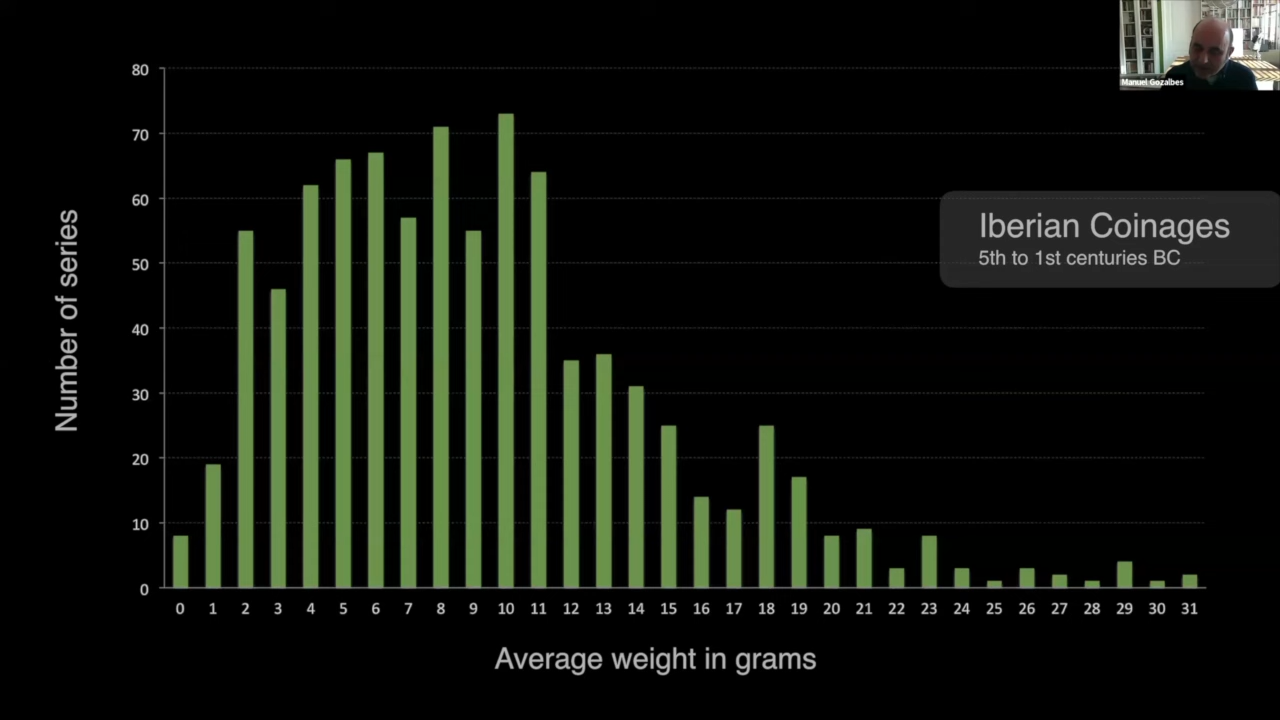 Manuel Gozalbes
Iberian Coinages
5th to 1st centuries BC
Number of series
80
70
60
50
40
30
20
10
0
0 1 2 3 4 5 6 7 8 9 10 11 12 13 14 15 16 17 18 19 20 21 22 23 24 25 26 27 28 29 30 31
Average weight in grams